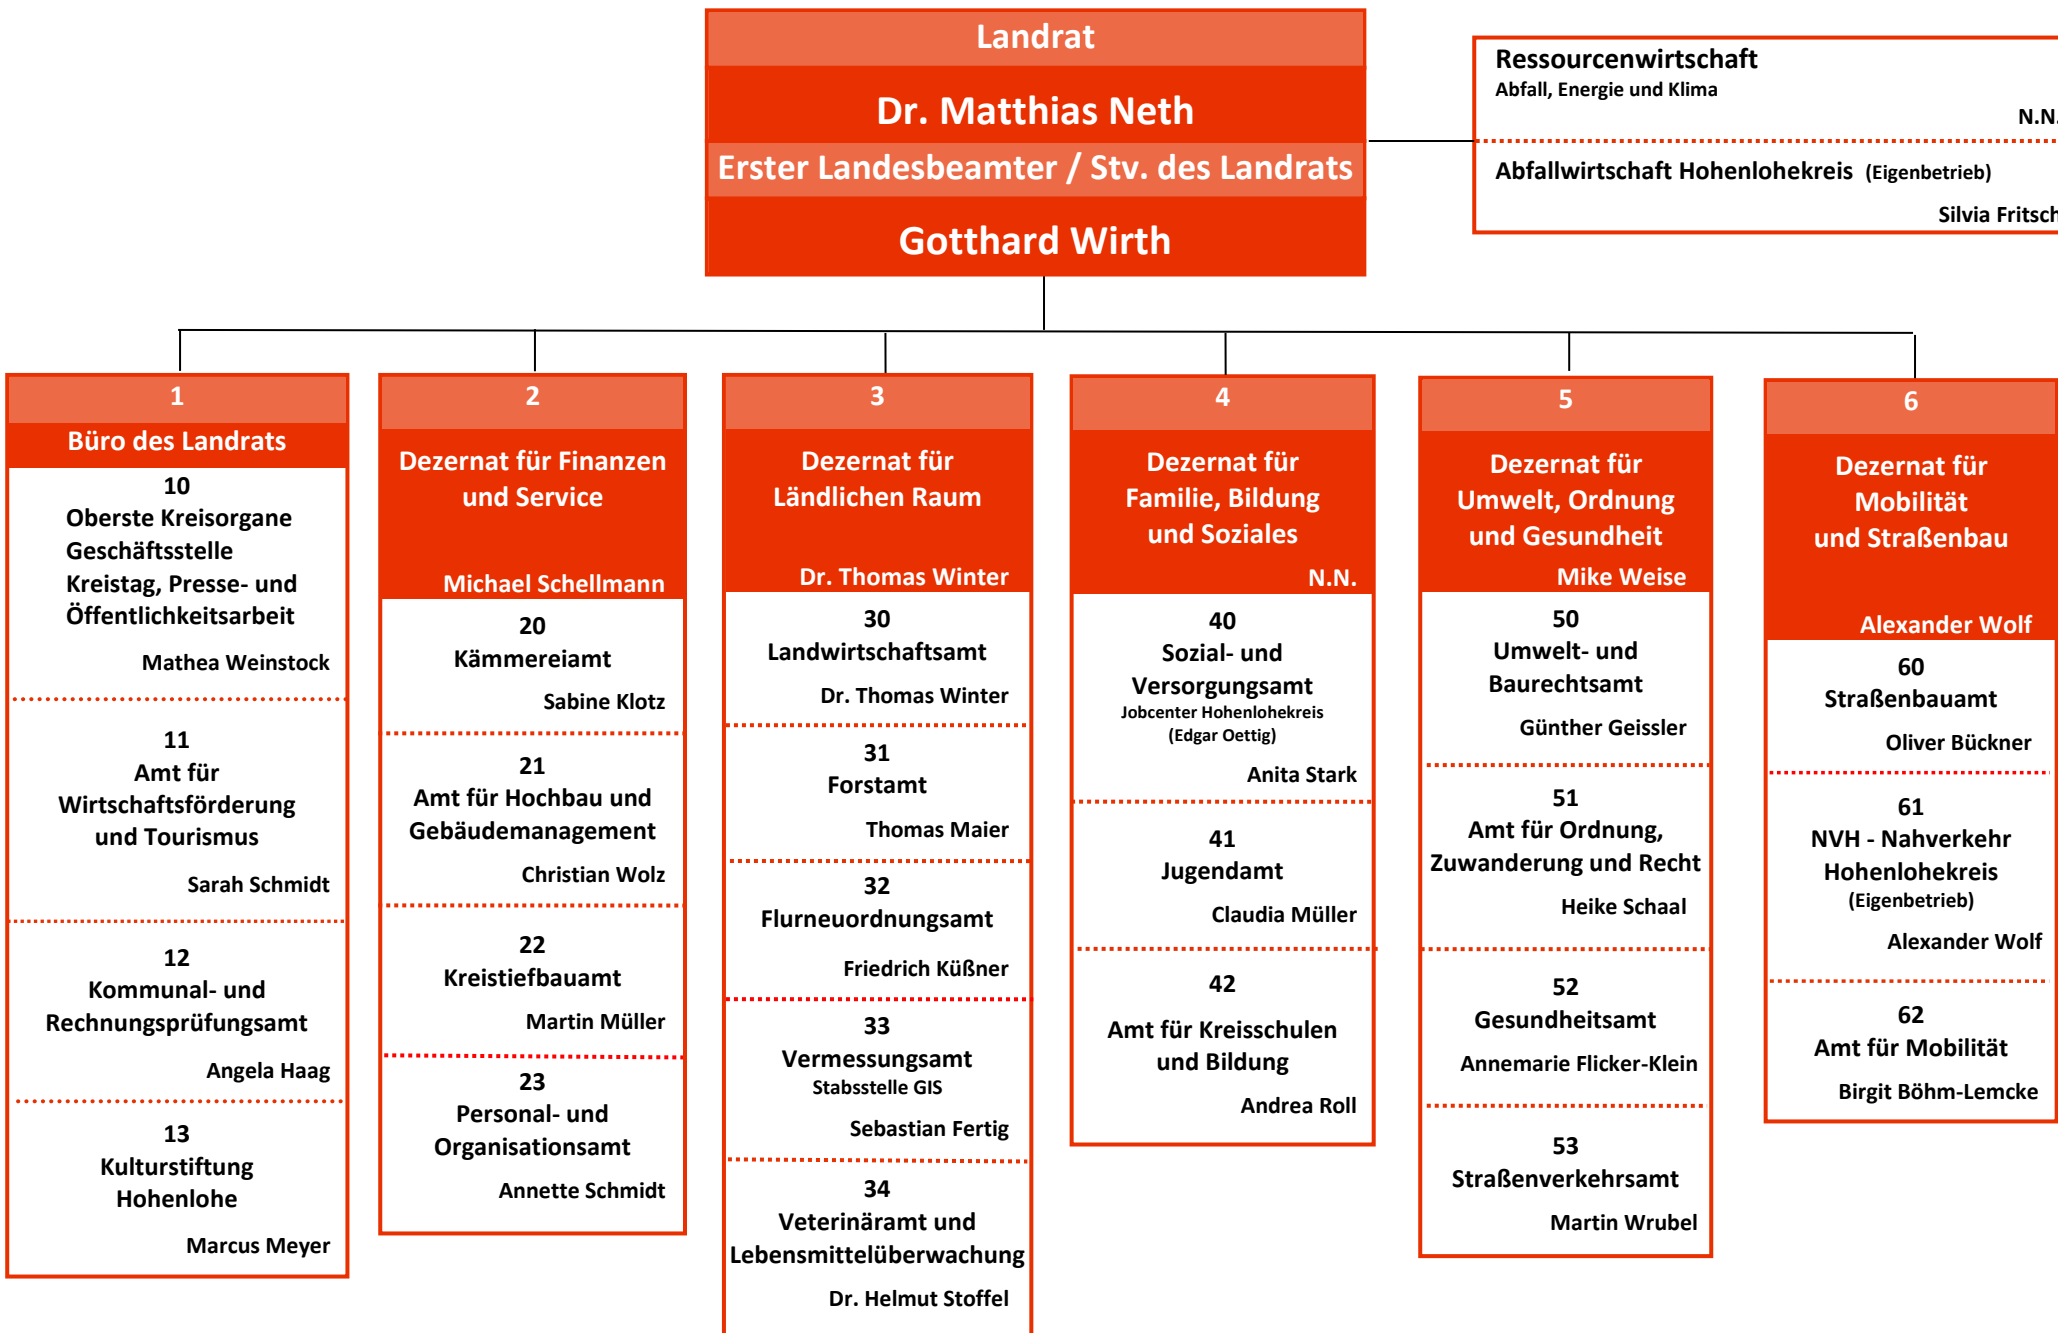 Landrat
Dr. Matthias Neth
Erster Landesbeamter / Stv. des Landrats
Gotthard Wirth
Ressourcenwirtschaft
Abfall, Energie und Klima
N.N.
Abfallwirtschaft Hohenlohekreis (Eigenbetrieb)
Silvia Fritsch
1
Büro des Landrats
10
Oberste Kreisorgane
Geschäftsstelle
Kreistag, Presse- und
Öffentlichkeitsarbeit
Mathea Weinstock
11
Amt für
Wirtschaftsförderung
und Tourismus
Sarah Schmidt
12
Kommunal- und
Rechnungsprüfungsamt
Angela Haag
13
Kulturstiftung
Hohenlohe
Marcus Meyer
2
Dezernat für Finanzen
und Service
Michael Schellmann
20
Kämmereiamt
Sabine Klotz
21
Amt für Hochbau und
Gebäudemanagement
Christian Wolz
22
Kreistiefbauamt
Martin Müller
23
Personal- und
Organisationsamt
Annette Schmidt
3
Dezernat für
Ländlichen Raum
Dr. Thomas Winter
30
Landwirtschaftsamt
Dr. Thomas Winter
31
Forstamt
Thomas Maier
32
Flurneuordnungsamt
Friedrich Küßner
33
Vermessungsamt
Stabsstelle GIS
Sebastian Fertig
34
Veterinäramt und
Lebensmittelüberwachung
Dr. Helmut Stoffel
4
Dezernat für
Familie, Bildung
und Soziales
N.N.
40
Sozial- und
Versorgungsamt
Jobcenter Hohenlohekreis
(Edgar Oettig)
Anita Stark
41
Jugendamt
Claudia Müller
42
Amt für Kreisschulen
und Bildung
Andrea Roll
5
Dezernat für
Umwelt, Ordnung
und Gesundheit
Mike Weise
50
Umwelt- und
Baurechtsamt
Günther Geissler
51
Amt für Ordnung,
Zuwanderung und Recht
Heike Schaal
52
Gesundheitsamt
Annemarie Flicker-Klein
53
Straßenverkehrsamt
Martin Wrubel
6
Dezernat für
Mobilität
und Straßenbau
Alexander Wolf
60
Straßenbauamt
Oliver Bückner
61
NVH - Nahverkehr
Hohenlohekreis
(Eigenbetrieb)
Alexander Wolf
62
Amt für Mobilität
Birgit Böhm-Lemcke